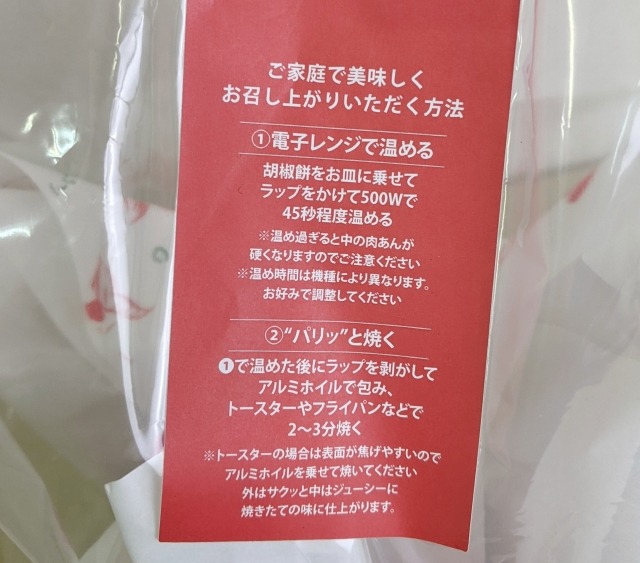 ご家庭で美味しく
お召し上がりいただく方法
①電子レンジで温める
胡椒餅をお皿に乗せて
ラップをかけて500Wで
45秒程度温める
※温め過ぎると中の肉あんが
硬くなりますのでご注意ください
※温め時間は機種により異なります。
お好みで調整してください
②“パリッ”と焼く
❶で温めた後にラップを剥がして
アルミホイルで包み、
トースターやフライパンなどで
2〜3分焼く
※トースターの場合は表面が焦げやすいので
アルミホイルを乗せて焼いてください
外はサクッと中はジューシーに
焼きたての味に仕上がります。